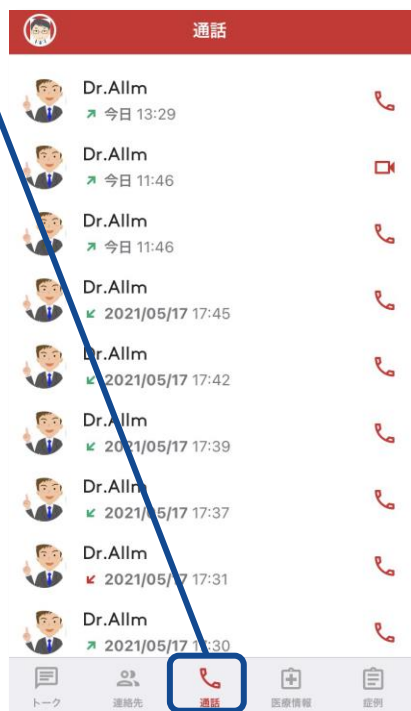 通話
Dr.Allm
今日 13:29
Dr.Allm
今日 11:46
Dr.Allm
今日 11:46
Dr.Allm
2021/05/17 17:45
Dr.Allm
2021/05/17 17:42
Dr.Allm
2021/05/17 17:39
Dr.Allm
2021/05/17 17:37
Dr.Allm
2021/05/17 17:31
Dr.Allm
2021/05/17 17:30
トーク 連絡先 通話 医療情報 症例